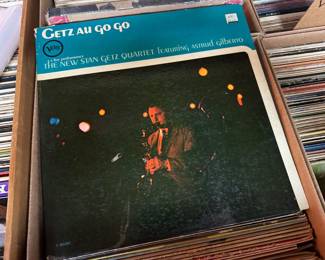 GETZ AU GO GO
Verve
THE NEW STAN GETZ QUARTET featuring ASTRUD GILBERTO